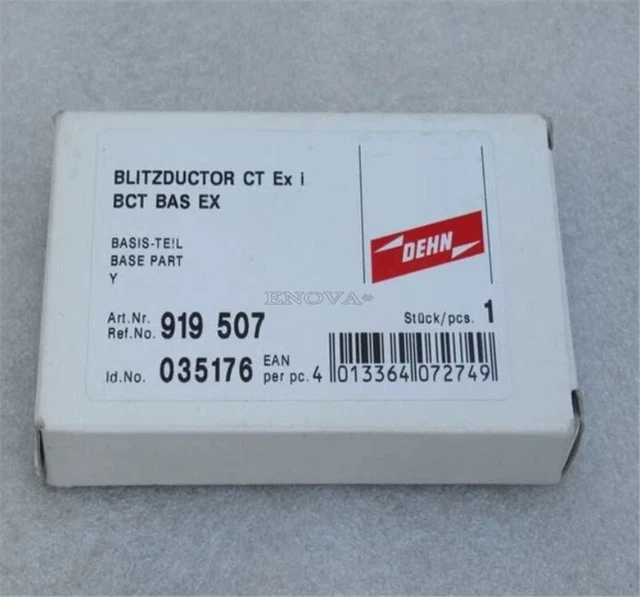 BLITZDUCTOR CT Ex i
BCT BAS EX
DEHN
BASIS-TEIL
BASE PART
Y
ENOVA®
Art.Nr.
Ref.No. 919 507
Stück/pcs. 1
Id.No. 035176
EAN
per pc. 4 013364 072749